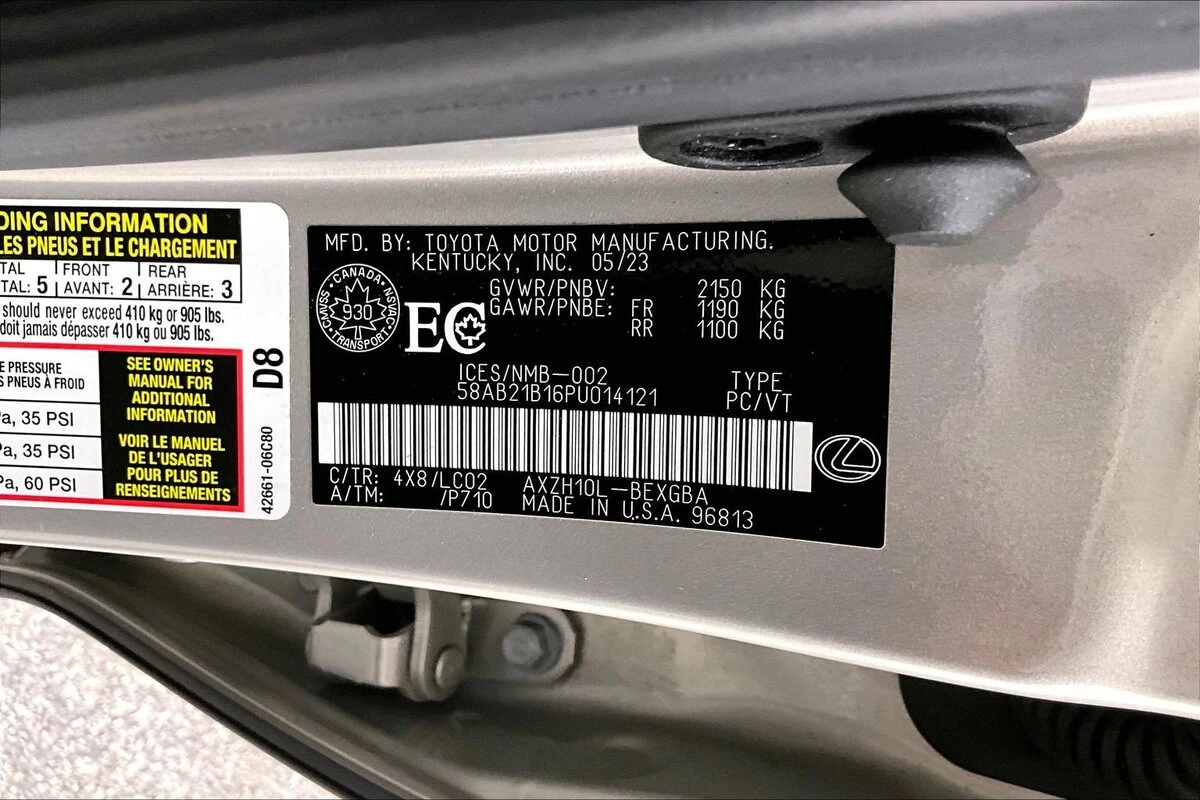 DING INFORMATION
LES PNEUS ET LE CHARGEMENT
TAL FRONT REAR
TAL: 5 AVANT: 2 ARRIÈRE: 3
should never exceed 410 kg or 905 lbs.
doit jamais dépasser 410 kg ou 905 lbs.
E PRESSURE
S PNEUS À FROID
Pa, 35 PSI
Pa, 35 PSI
Pa, 60 PSI
SEE OWNER'S
MANUAL FOR
ADDITIONAL
INFORMATION
VOIR LE MANUEL
DE L'USAGER
POUR PLUS DE
RENSEIGNEMENTS
D8
42661-06C80
MFD. BY: TOYOTA MOTOR MANUFACTURING.
KENTUCKY, INC. 05/23
CANADA
930
TRANSPORT
CMVSS
NSVAC
EC
GVWR/PNBV: 2150 KG
GAWR/PNBE: FR 1190 KG
RR 1100 KG
ICES/NMB-002
58AB21B16PU014121
TYPE
PC/VT
C/TR: 4X8/LC02 AXZH10L-BEXGBA
A/TM: /P710 MADE IN U.S.A. 96813